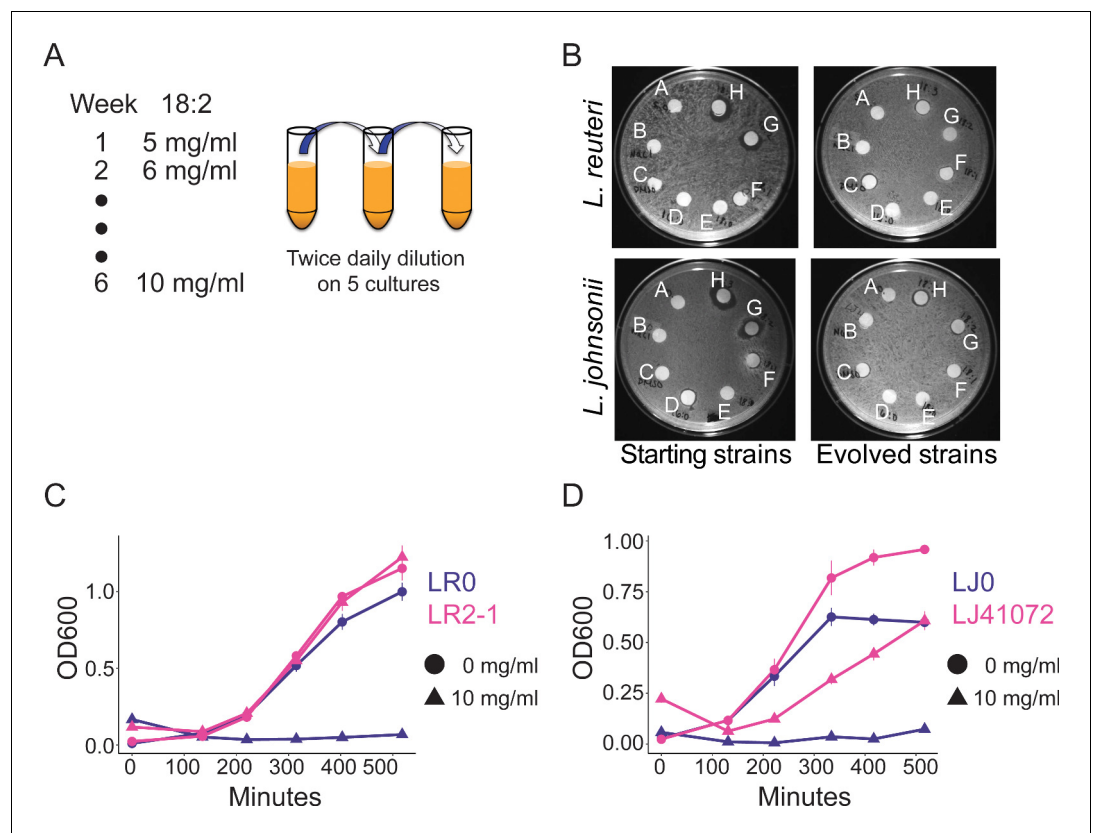 A
Week 18:2
1 5 mg/ml
2 6 mg/ml
6 10 mg/ml
Twice daily dilution
on 5 cultures
B
L. reuteri
A
H
B
G
C
F
D
E
DMSO
A
H
G
B
F
C
E
D
DMSO
L. johnsonii
H
A
G
B
F
C
D
E
DMSO
A
H
B
G
C
F
D
E
DMSO
Starting strains
Evolved strains
C
OD600
1.0
0.5
0.0
0 100 200 300 400 500
Minutes
LR0
LR2-1
0 mg/ml
10 mg/ml
D
OD600
1.00
0.75
0.50
0.25
0.00
0 100 200 300 400 500
Minutes
LJ0
LJ41072
0 mg/ml
10 mg/ml